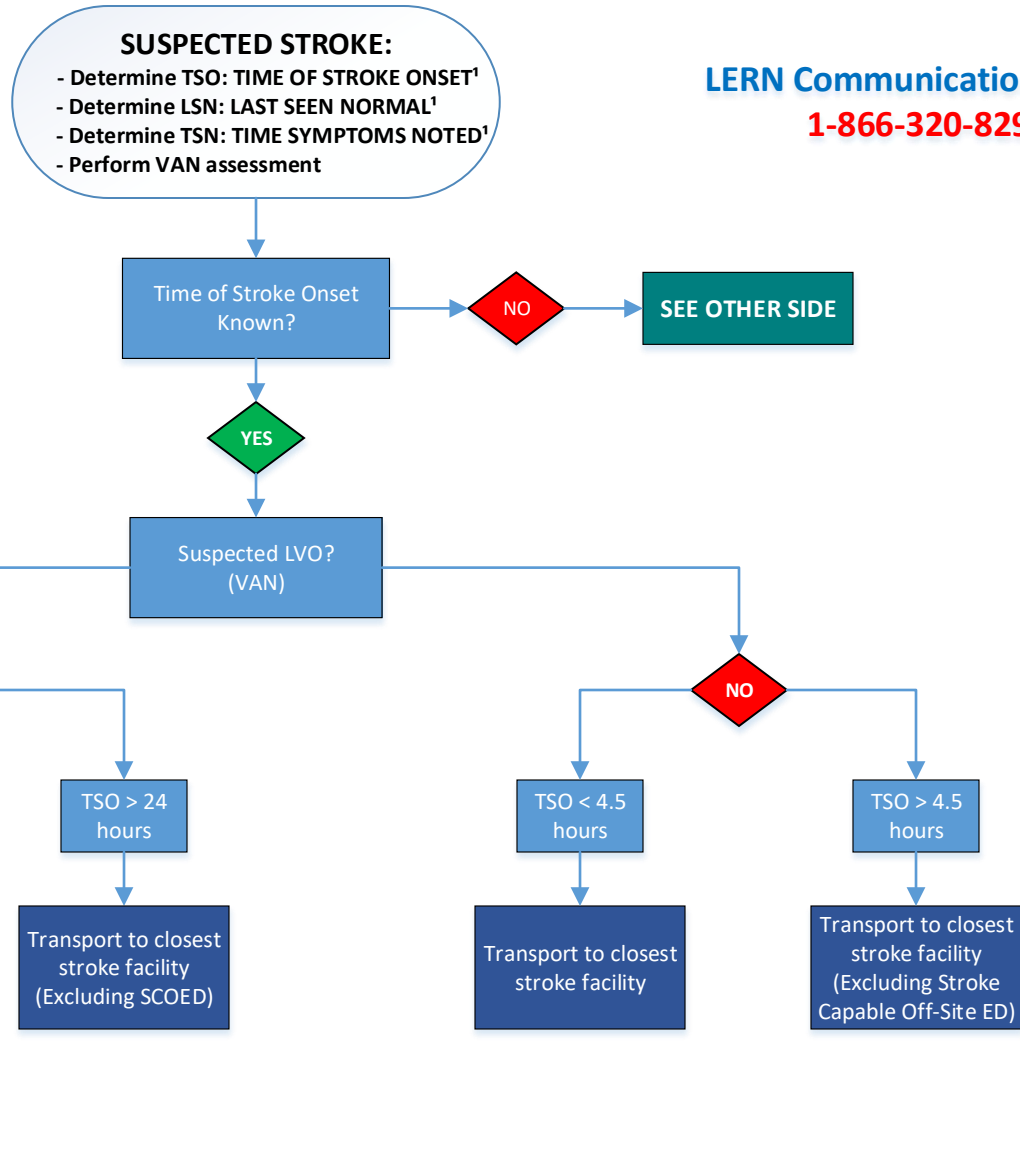 SUSPECTED STROKE:
- Determine TSO: TIME OF STROKE ONSET¹
- Determine LSN: LAST SEEN NORMAL¹
- Determine TSN: TIME SYMPTOMS NOTED¹
- Perform VAN assessment
LERN
1-866-320-829
Time of Stroke Onset
Known?
NO
SEE OTHER SIDE
YES
Suspected LVO?
(VAN)
NO
TSO > 24
hours
TSO < 4.5
hours
TSO > 4.5
hours
Transport to closest
stroke facility
(Excluding SCOED)
Transport to closest
stroke facility
Transport to closest
stroke facility
(Excluding Stroke
Capable Off-Site ED)